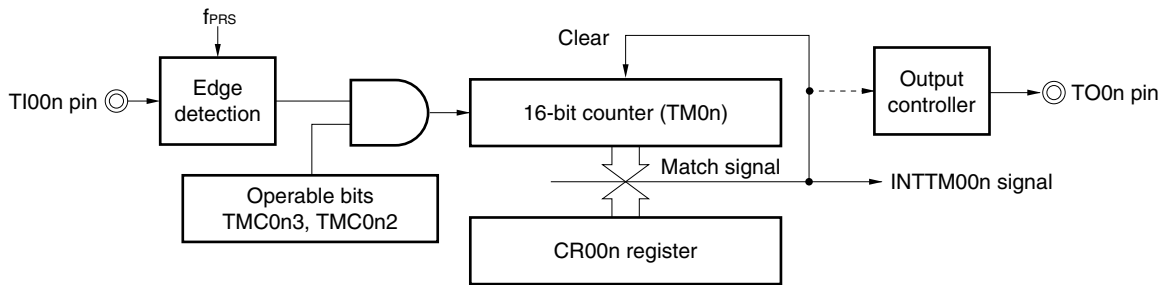 fPRS
TI00n pin
Edge
detection
Operable bits
TMC0n3, TMC0n2
Clear
16-bit counter (TM0n)
Match signal
CR00n register
Output
controller
TO0n pin
INTTM00n signal